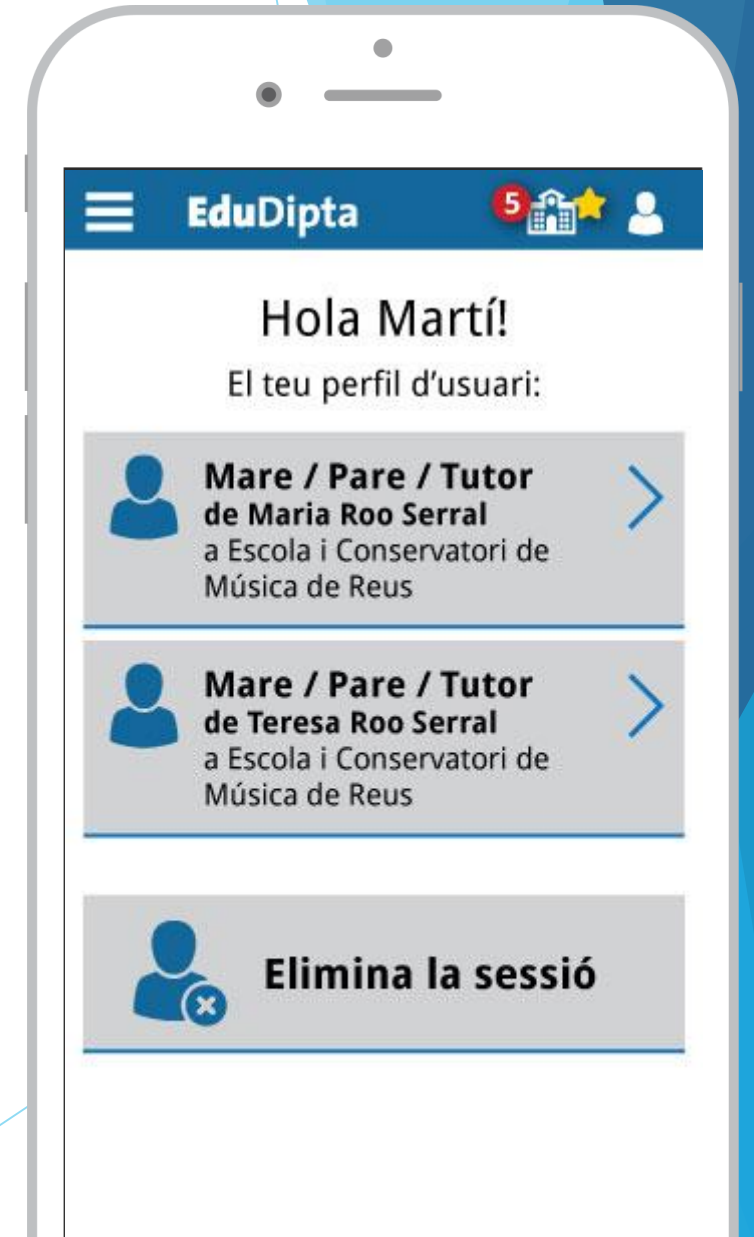 EduDipta
5
Hola Martí!
El teu perfil d’usuari:
Mare / Pare / Tutor
de Maria Roo Serral
a Escola i Conservatori de
Música de Reus
Mare / Pare / Tutor
de Teresa Roo Serral
a Escola i Conservatori de
Música de Reus
Elimina la sessió